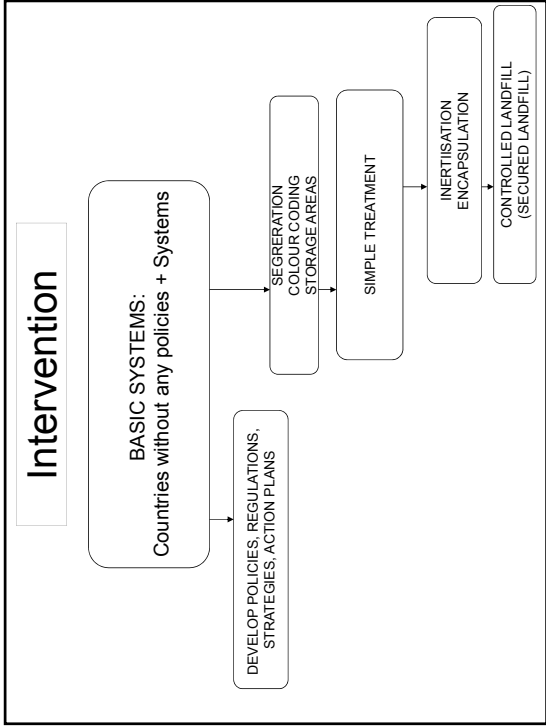 Intervention
BASIC SYSTEMS:
Countries without any policies + Systems
DEVELOP POLICIES, REGULATIONS,
STRATEGIES, ACTION PLANS
SEGRERATION
COLOUR CODING
STORAGE AREAS
SIMPLE TREATMENT
INERTIISATION
ENCAPSULATION
CONTROLLED LANDFILL
(SECURED LANDFILL)